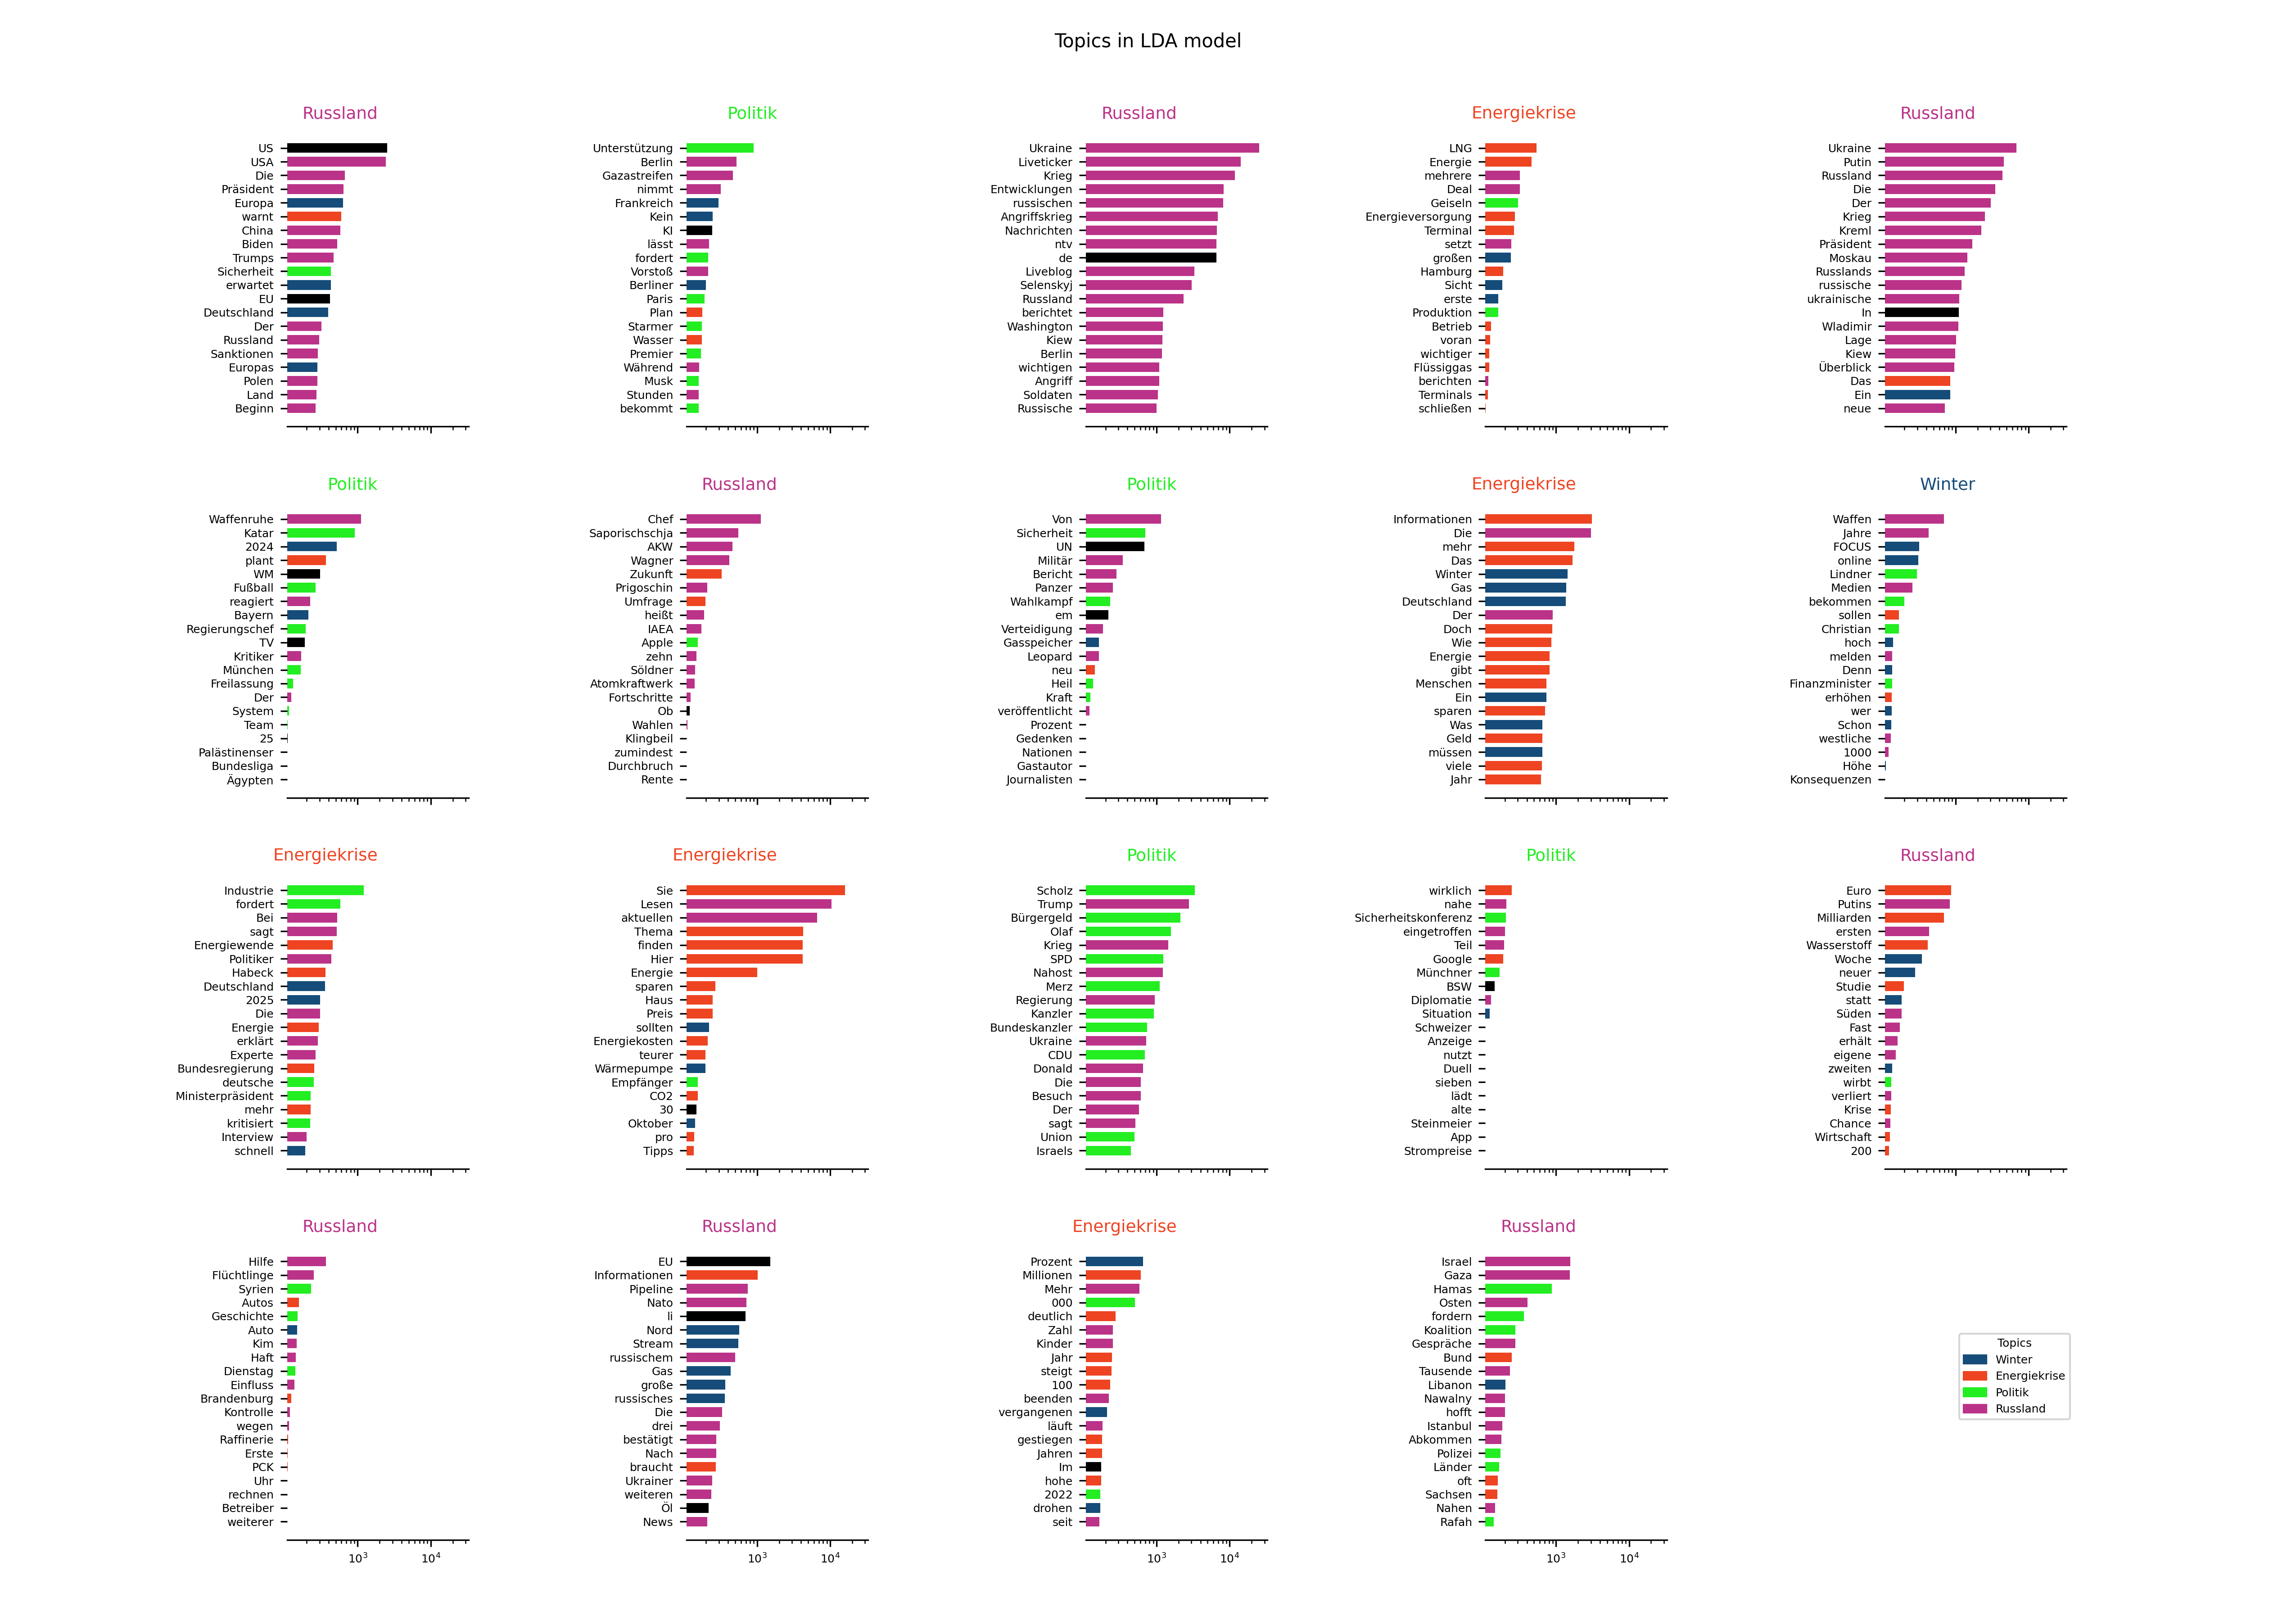 Topics in LDA model
Russland
US
USA
Die
Präsident
Europa
warnt
China
Biden
Trumps
Sicherheit
erwartet
EU
Deutschland
Der
Russland
Sanktionen
Europas
Polen
Land
Beginn
Politik
Unterstützung
Berlin
Gazastreifen
nimmt
Frankreich
Kein
KI
lässt
fordert
Vorstoß
Berliner
Paris
Plan
Starmer
Wasser
Premier
Während
Musk
Stunden
bekommt
Russland
Ukraine
Liveticker
Krieg
Entwicklungen
russischen
Angriffskrieg
Nachrichten
ntv
de
Liveblog
Selenskyj
Russland
berichtet
Washington
Kiew
Berlin
wichtigen
Angriff
Soldaten
Russische
Energiekrise
LNG
Energie
mehrere
Deal
Geiseln
Energieversorgung
Terminal
setzt
großen
Hamburg
Sicht
erste
Produktion
Betrieb
voran
wichtiger
Flüssiggas
berichten
Terminals
schließen
Russland
Ukraine
Putin
Russland
Die
Der
Krieg
Kreml
Präsident
Moskau
Russlands
russische
ukrainische
In
Wladimir
Lage
Kiew
Überblick
Das
Ein
neue
Politik
Waffenruhe
Katar
2024
plant
WM
Fußball
reagiert
Bayern
Regierungschef
TV
Kritiker
München
Freilassung
Der
System
Team
25
Palästinenser
Bundesliga
Ägypten
Russland
Chef
Saporischschja
AKW
Wagner
Zukunft
Prigoschin
Umfrage
heißt
IAEA
Apple
zehn
Söldner
Atomkraftwerk
Fortschritte
Ob
Wahlen
Klingbeil
zumindest
Durchbruch
Rente
Politik
Von
Sicherheit
UN
Militär
Bericht
Panzer
Wahlkampf
em
Verteidigung
Gasspeicher
Leopard
neu
Heil
Kraft
veröffentlicht
Prozent
Gedenken
Nationen
Gastautor
Journalisten
Energiekrise
Informationen
Die
mehr
Das
Winter
Gas
Deutschland
Der
Doch
Wie
Energie
gibt
Menschen
Ein
sparen
Was
Geld
müssen
viele
Jahr
Winter
Waffen
Jahre
FOCUS
online
Lindner
Medien
bekommen
sollen
Christian
hoch
melden
Denn
Finanzminister
erhöhen
wer
Schon
westliche
1000
Höhe
Konsequenzen
Energiekrise
Industrie
fordert
Bei
sagt
Energiewende
Politiker
Habeck
Deutschland
2025
Die
Energie
erklärt
Experte
Bundesregierung
deutsche
Ministerpräsident
mehr
kritisiert
Interview
schnell
Energiekrise
Sie
Lesen
aktuellen
Thema
finden
Hier
Energie
sparen
Haus
Preis
sollten
Energiekosten
teurer
Wärmepumpe
Empfänger
CO2
30
Oktober
pro
Tipps
Politik
Scholz
Trump
Bürgergeld
Olaf
Krieg
SPD
Nahost
Merz
Regierung
Kanzler
Bundeskanzler
Ukraine
CDU
Donald
Die
Besuch
Der
sagt
Union
Israels
Politik
wirklich
nahe
Sicherheitskonferenz
eingetroffen
Teil
Google
Münchner
BSW
Diplomatie
Situation
Schweizer
Anzeige
nutzt
Duell
sieben
lädt
alte
Steinmeier
App
Strompreise
Russland
Euro
Putins
Milliarden
ersten
Wasserstoff
Woche
neuer
Studie
statt
Süden
Fast
erhält
eigene
zweiten
wirbt
verliert
Krise
Chance
Wirtschaft
200
Russland
Hilfe
Flüchtlinge
Syrien
Autos
Geschichte
Auto
Kim
Haft
Dienstag
Einfluss
Brandenburg
Kontrolle
wegen
Raffinerie
Erste
PCK
Uhr
rechnen
Betreiber
weiterer
10³ 10⁴
Russland
EU
Informationen
Pipeline
Nato
li
Nord
Stream
russischem
Gas
große
russisches
Die
drei
bestätigt
Nach
braucht
Ukrainer
weiteren
Öl
News
10³ 10⁴
Energiekrise
Prozent
Millionen
Mehr
000
deutlich
Zahl
Kinder
Jahr
steigt
100
beenden
vergangenen
läuft
gestiegen
Jahren
Im
hohe
2022
drohen
seit
10³ 10⁴
Russland
Israel
Gaza
Hamas
Osten
fordern
Koalition
Gespräche
Bund
Tausende
Libanon
Nawalny
hofft
Istanbul
Abkommen
Polizei
Länder
oft
Sachsen
Nahen
Rafah
10³ 10⁴
Topics
Winter
Energiekrise
Politik
Russland